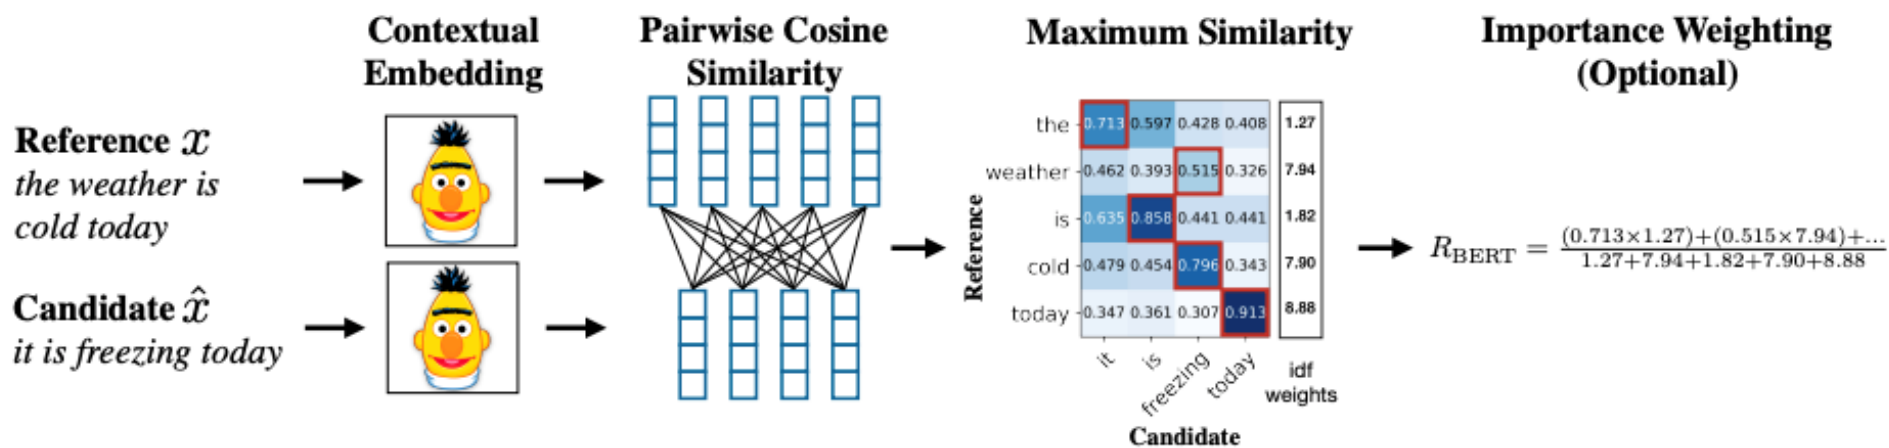 Contextual
Embedding
Pairwise Cosine
Similarity
Maximum Similarity
Importance Weighting
(Optional)
Reference x
the weather is
cold today
Candidate x̂
it is freezing today
Reference
the 0.713 0.597 0.428 0.408 1.27
weather 0.462 0.393 0.515 0.326 7.94
is 0.635 0.858 0.441 0.441 1.82
cold 0.479 0.454 0.796 0.343 7.90
today 0.347 0.361 0.307 0.913 8.88
it is freezing today
idf
weights
Candidate
R_BERT = (0.713×1.27)+(0.515×7.94)+...
1.27+7.94+1.82+7.90+8.88